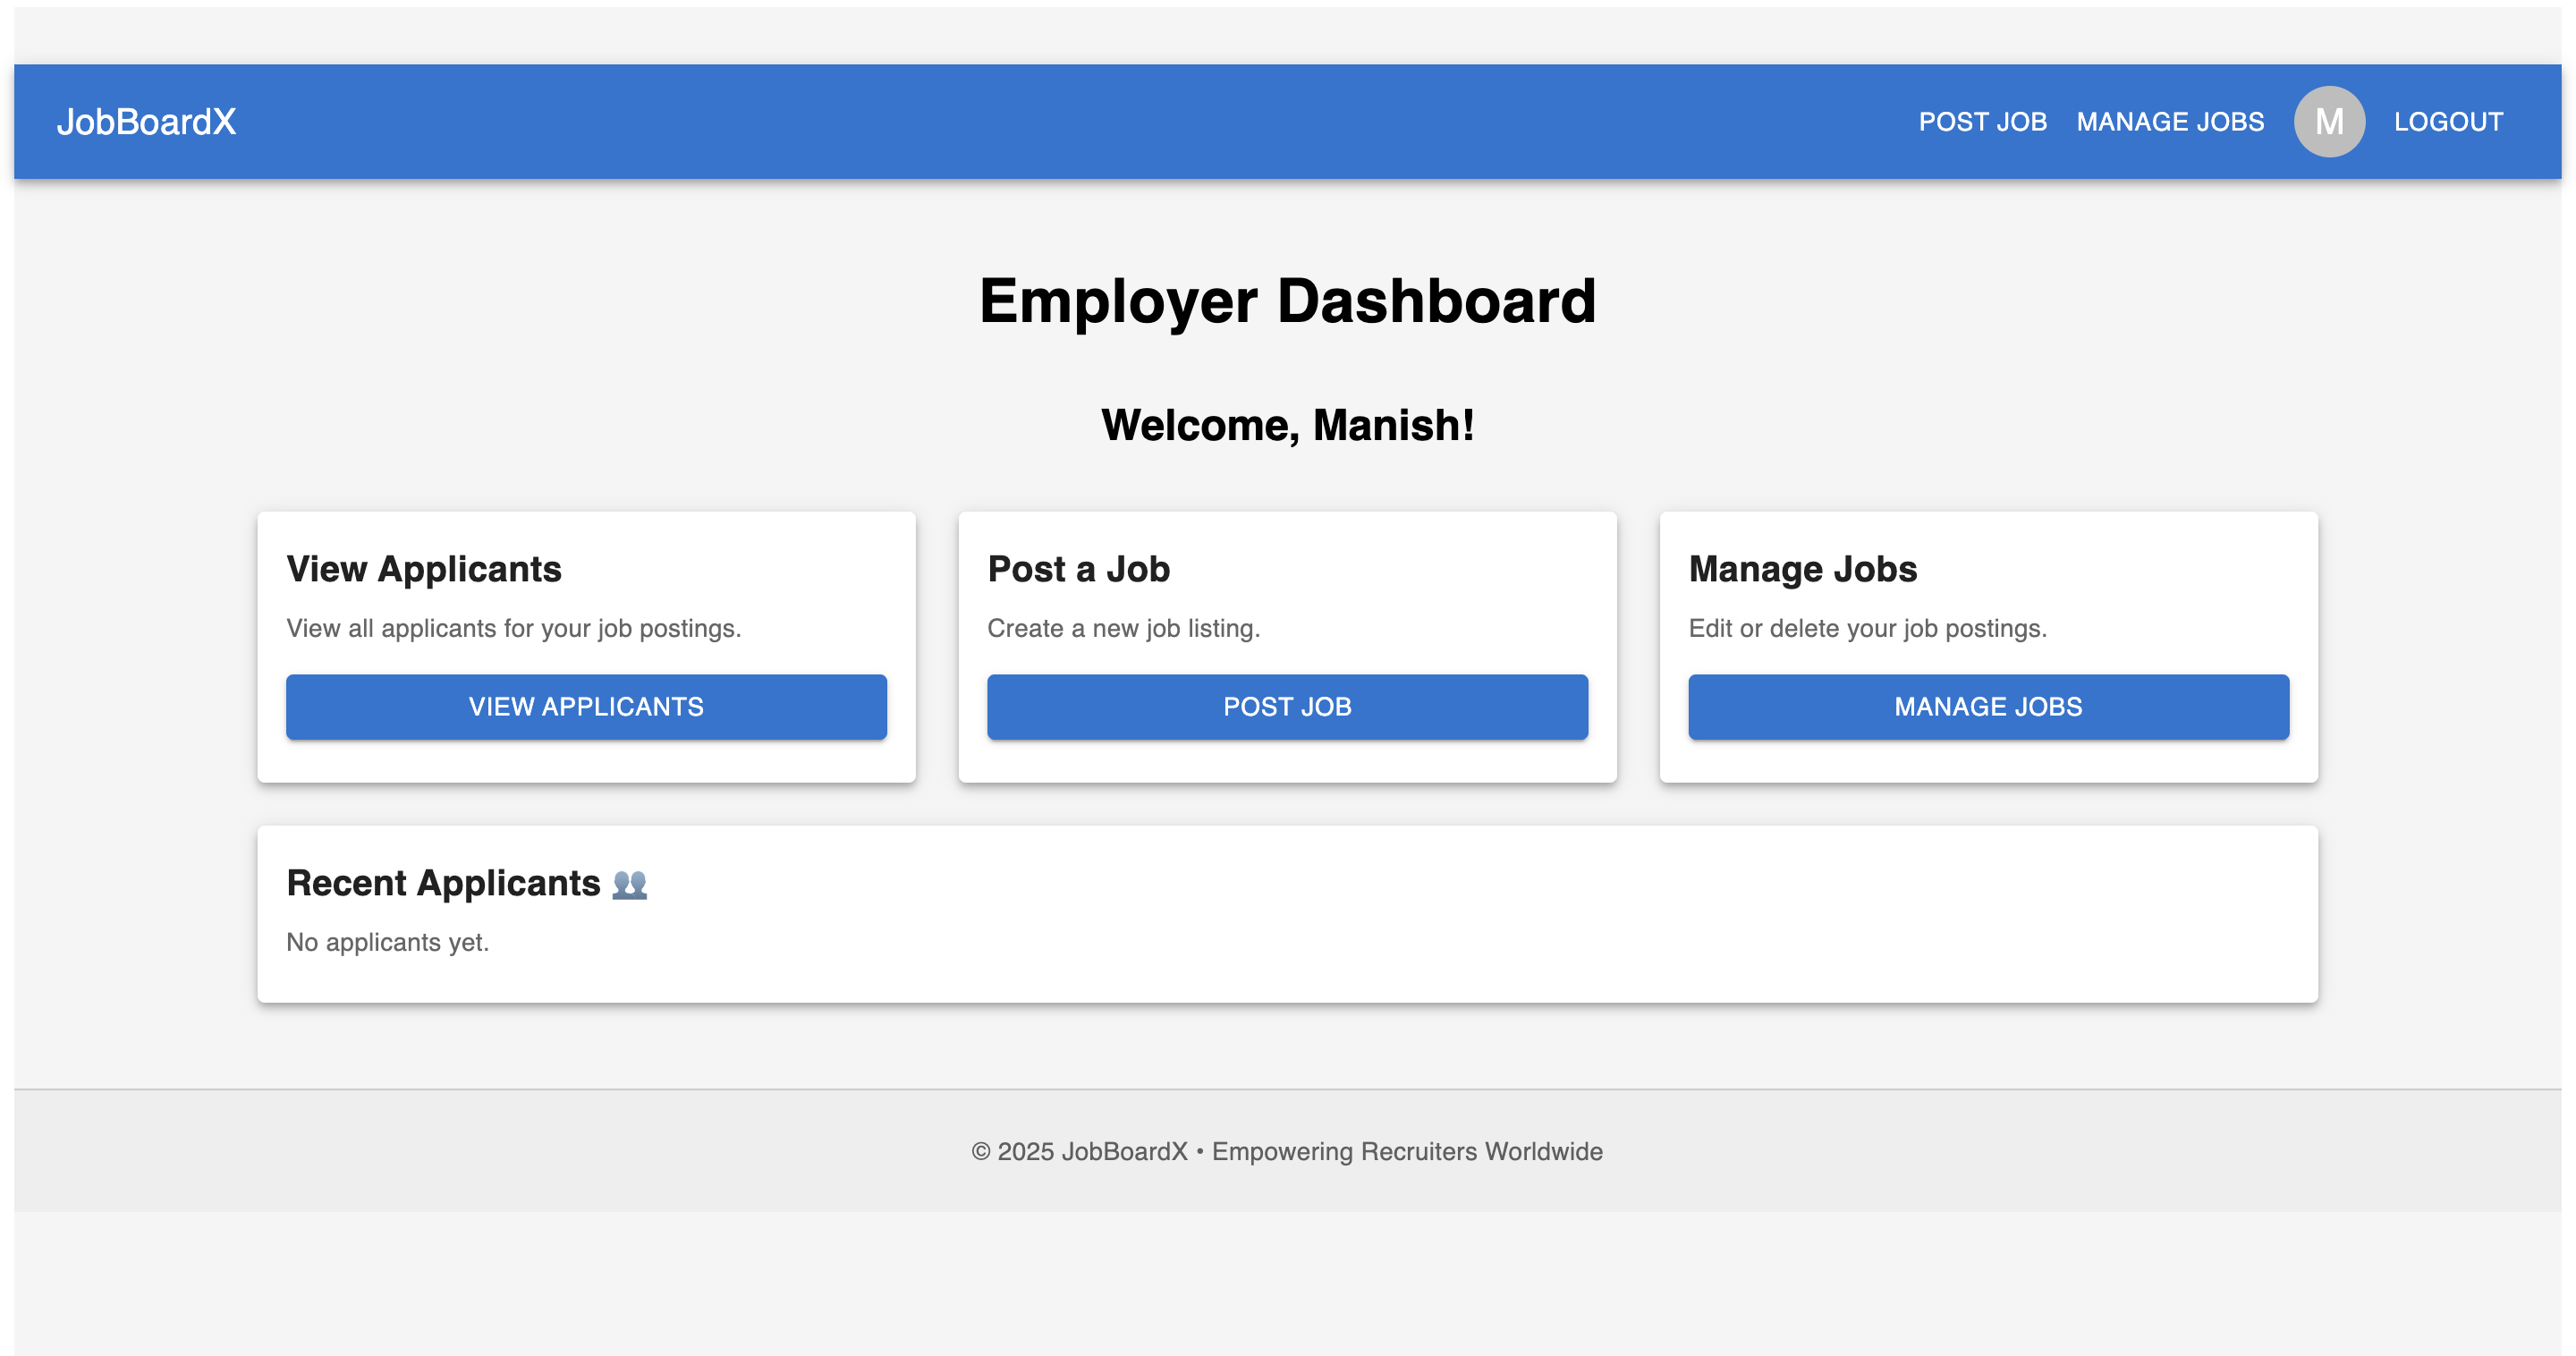 JobBoardX
POST JOB MANAGE JOBS M LOGOUT
Employer Dashboard
Welcome, Manish!
View Applicants
View all applicants for your job postings.
VIEW APPLICANTS
Post a Job
Create a new job listing.
POST JOB
Manage Jobs
Edit or delete your job postings.
MANAGE JOBS
Recent Applicants 👥
No applicants yet.
© 2025 JobBoardX • Empowering Recruiters Worldwide